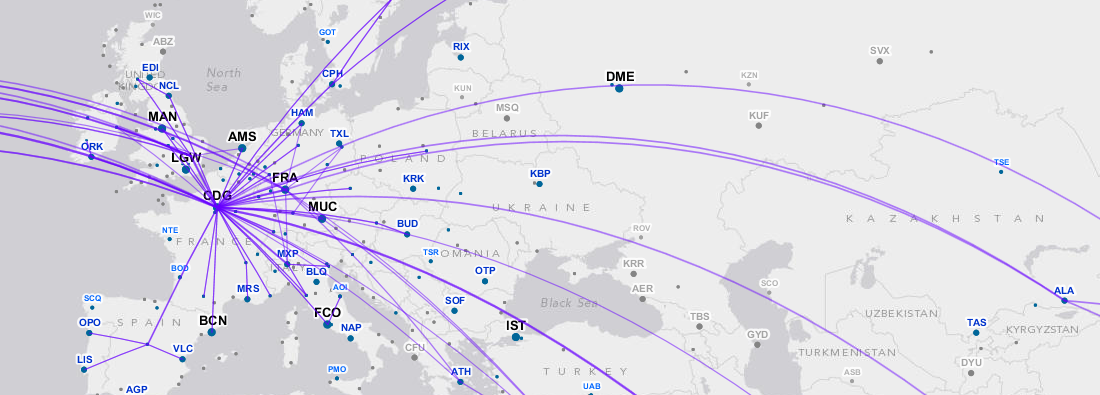 WIC
ABZ
GOT
RIX
SVX
EDI
UNITED
KINGDOM
NCL
North
Sea
CPH
DME
KZN
KUN
MSQ
KUF
MAN
HAM
GERMANY
TXL
AMS
BELARUS
ORK
LGW
POLAND
TSE
FRA
KRK
KBP
CDG
MUC
UKRAINE
KAZAKHSTAN
NTE
FRANCE
BUD
ROV
MXP
TSR
OMANIA
BOD
BLQ
OTP
KRR
MRS
AOI
AER
SCO
ALA
SCQ
SOF
Black Sea
UZBEKISTAN
OPO
SPAIN
BCN
FCO
NAP
IST
TBS
GYD
TAS
KYRGYZSTAN
LIS
VLC
CFU
TURKMENISTAN
DYU
PMO
ATH
TURKEY
ASB
AGP
UAB